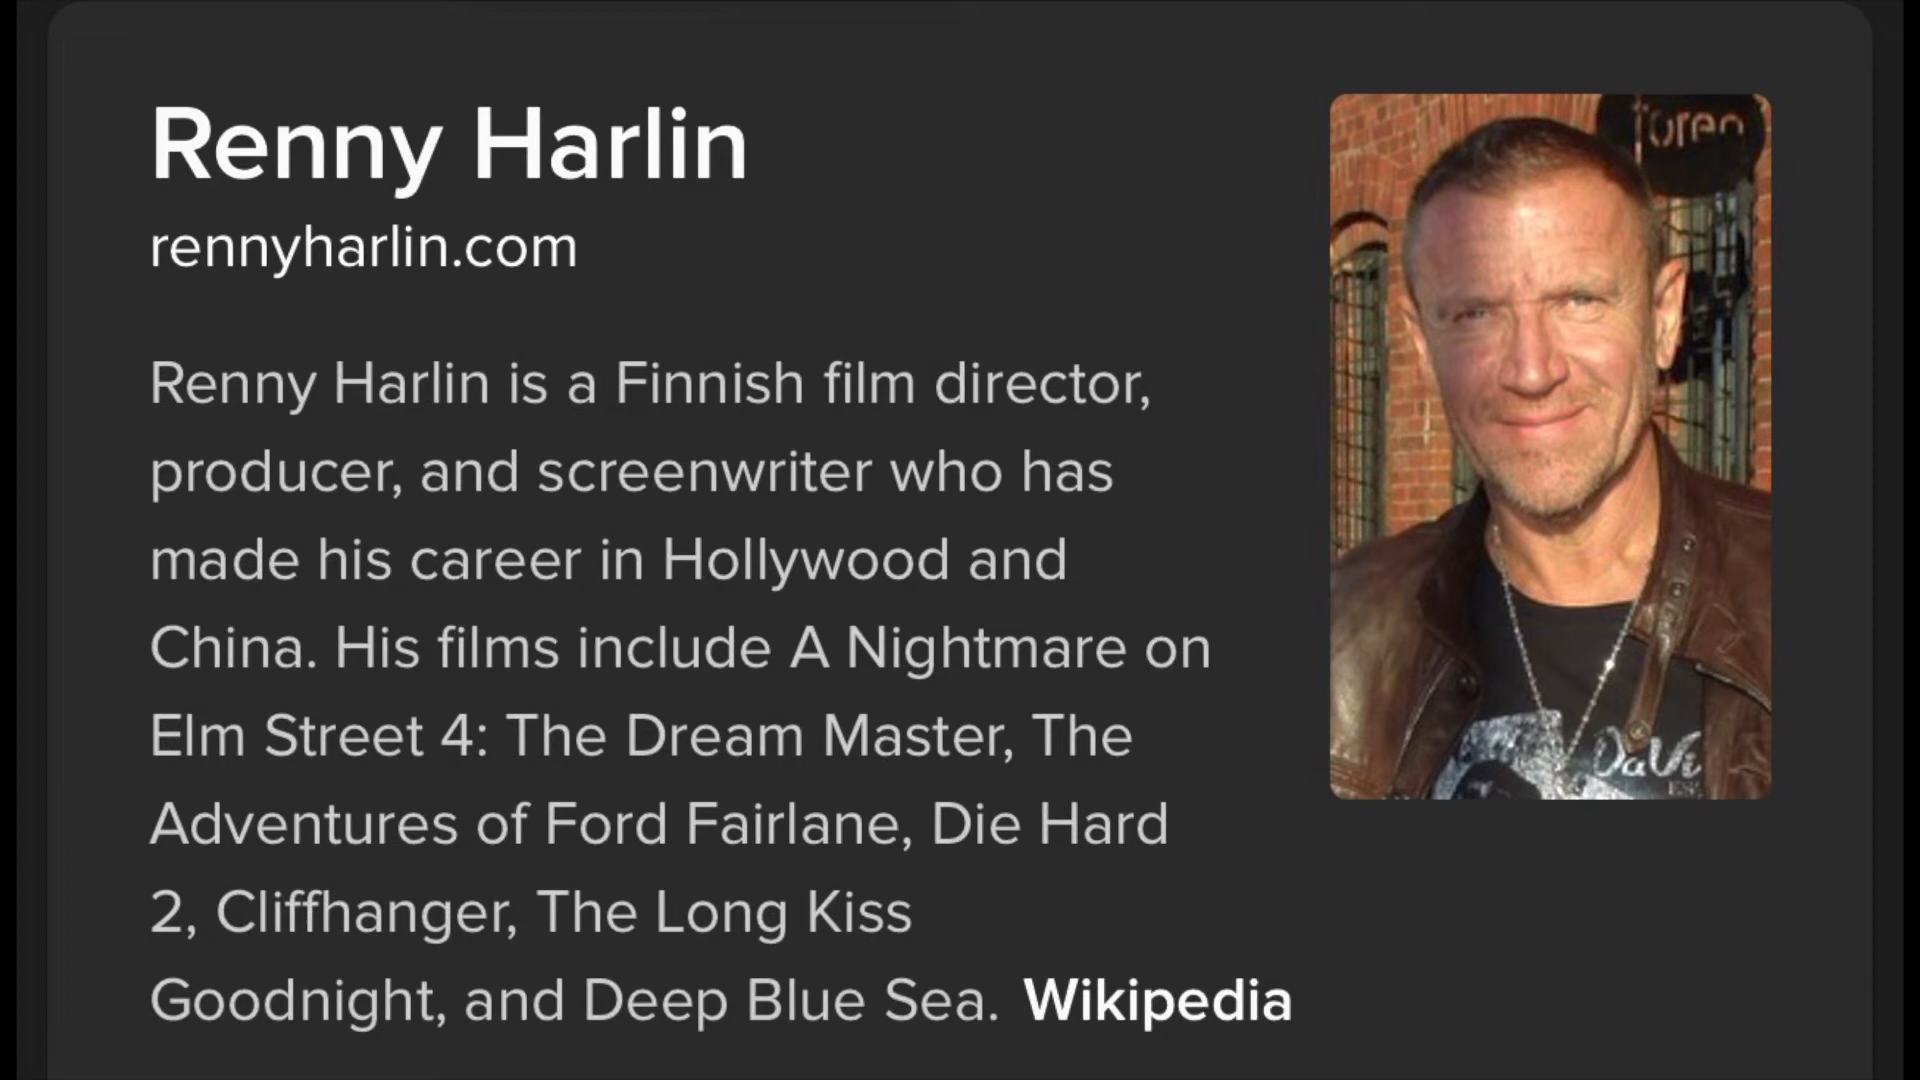 Renny Harlin
rennyharlin.com
Renny Harlin is a Finnish film director,
producer, and screenwriter who has
made his career in Hollywood and
China. His films include A Nightmare on
Elm Street 4: The Dream Master, The
Adventures of Ford Fairlane, Die Hard
2, Cliffhanger, The Long Kiss
Goodnight, and Deep Blue Sea. Wikipedia